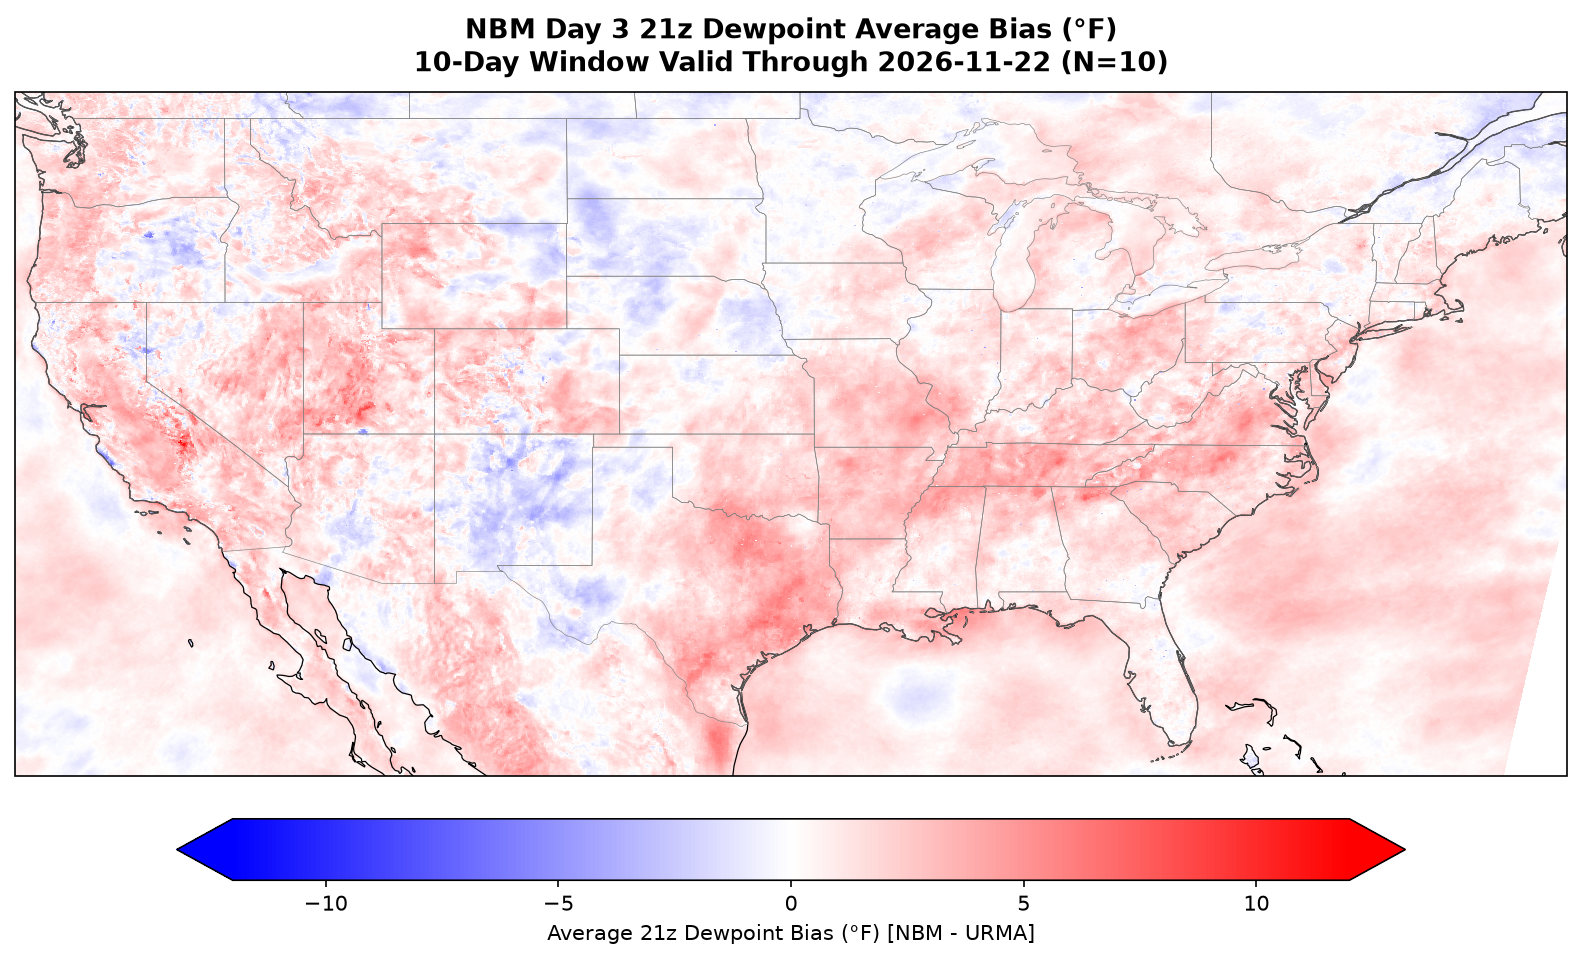 NBM Day 3 21z Dewpoint Average Bias (°F)
10-Day Window Valid Through 2026-11-22 (N=10)
−10 −5 0 5 10
Average 21z Dewpoint Bias (°F) [NBM - URMA]